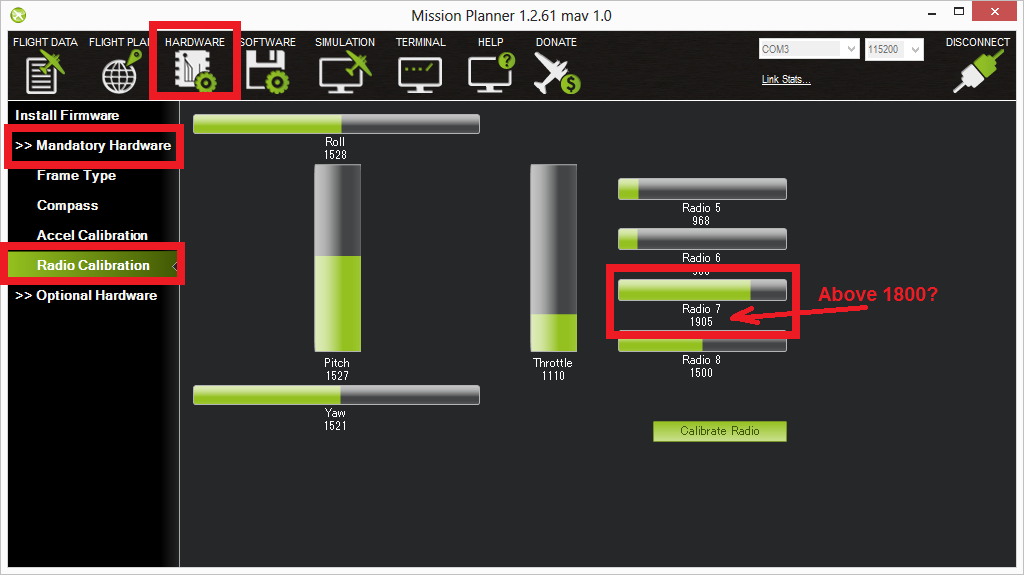 Mission Planner 1.2.61 mav 1.0
FLIGHT DATA FLIGHT PLA HARDWARE SOFTWARE SIMULATION TERMINAL HELP DONATE DISCONNECT
COM3 115200
Link Stats...
Install Firmware
>> Mandatory Hardware
Frame Type
Compass
Accel Calibration
Radio Calibration
>> Optional Hardware
Roll
1528
Pitch
1527
Throttle
1110
Yaw
1521
Radio 5
968
Radio 6
Radio 7
1905
Radio 8
1500
Above 1800?
Calibrate Radio